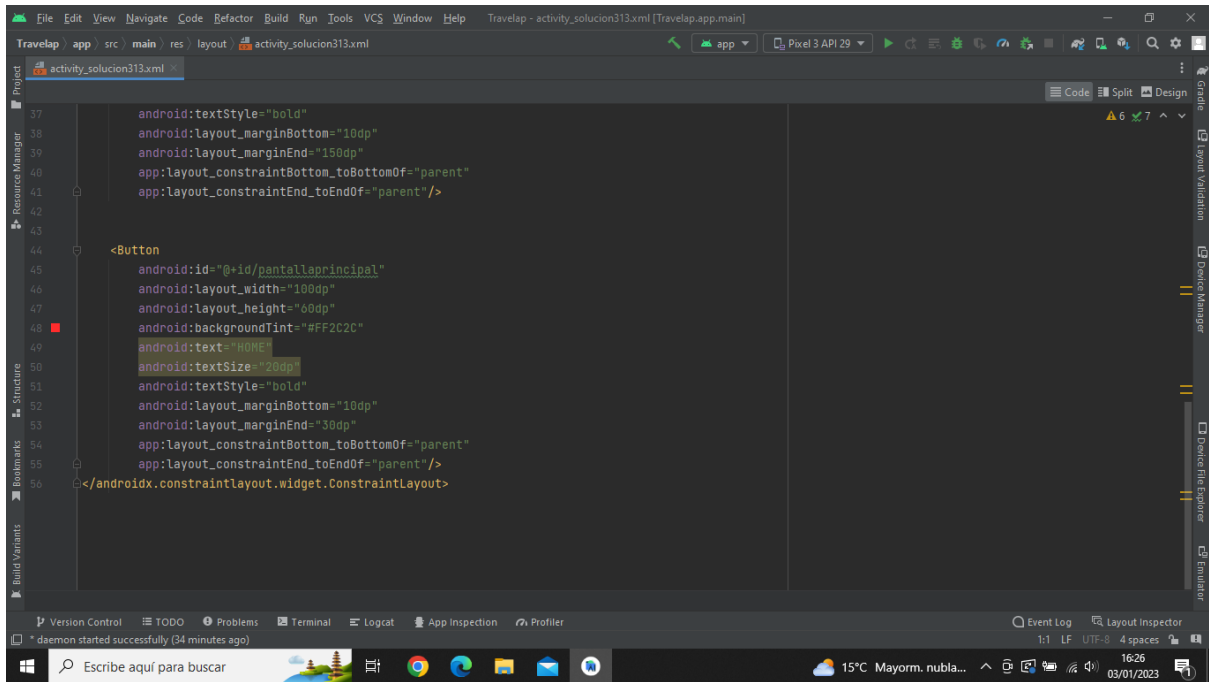 File Edit View Navigate Code Refactor Build Run Tools VCS Window Help Travelap - activity_solucion313.xml [Travelap.app.main]
Travelap app src main res layout activity_solucion313.xml app Pixel 3 API 29
activity_solucion313.xml
Code Split Design
6 7
37 android:textStyle="bold"
38 android:layout_marginBottom="10dp"
39 android:layout_marginEnd="150dp"
40 app:layout_constraintBottom_toBottomOf="parent"
41 app:layout_constraintEnd_toEndOf="parent"/>
42
43
44 <Button
45 android:id="@+id/pantallaprincipal"
46 android:layout_width="100dp"
47 android:layout_height="60dp"
48 android:backgroundTint="#FF2C2C"
49 android:text="HOME"
50 android:textSize="20dp"
51 android:textStyle="bold"
52 android:layout_marginBottom="10dp"
53 android:layout_marginEnd="30dp"
54 app:layout_constraintBottom_toBottomOf="parent"
55 app:layout_constraintEnd_toEndOf="parent"/>
56 </androidx.constraintlayout.widget.ConstraintLayout>
Project
Resource Manager
Structure
Bookmarks
Build Variants
Gradle
Layout Validation
Device Manager
Device File Explorer
Emulator
Version Control TODO Problems Terminal Logcat App Inspection Profiler Event Log Layout Inspector
* daemon started successfully (34 minutes ago) 1:1 LF UTF-8 4 spaces
Escribe aquí para buscar 15°C Mayorm. nubla... 16:26
03/01/2023
1